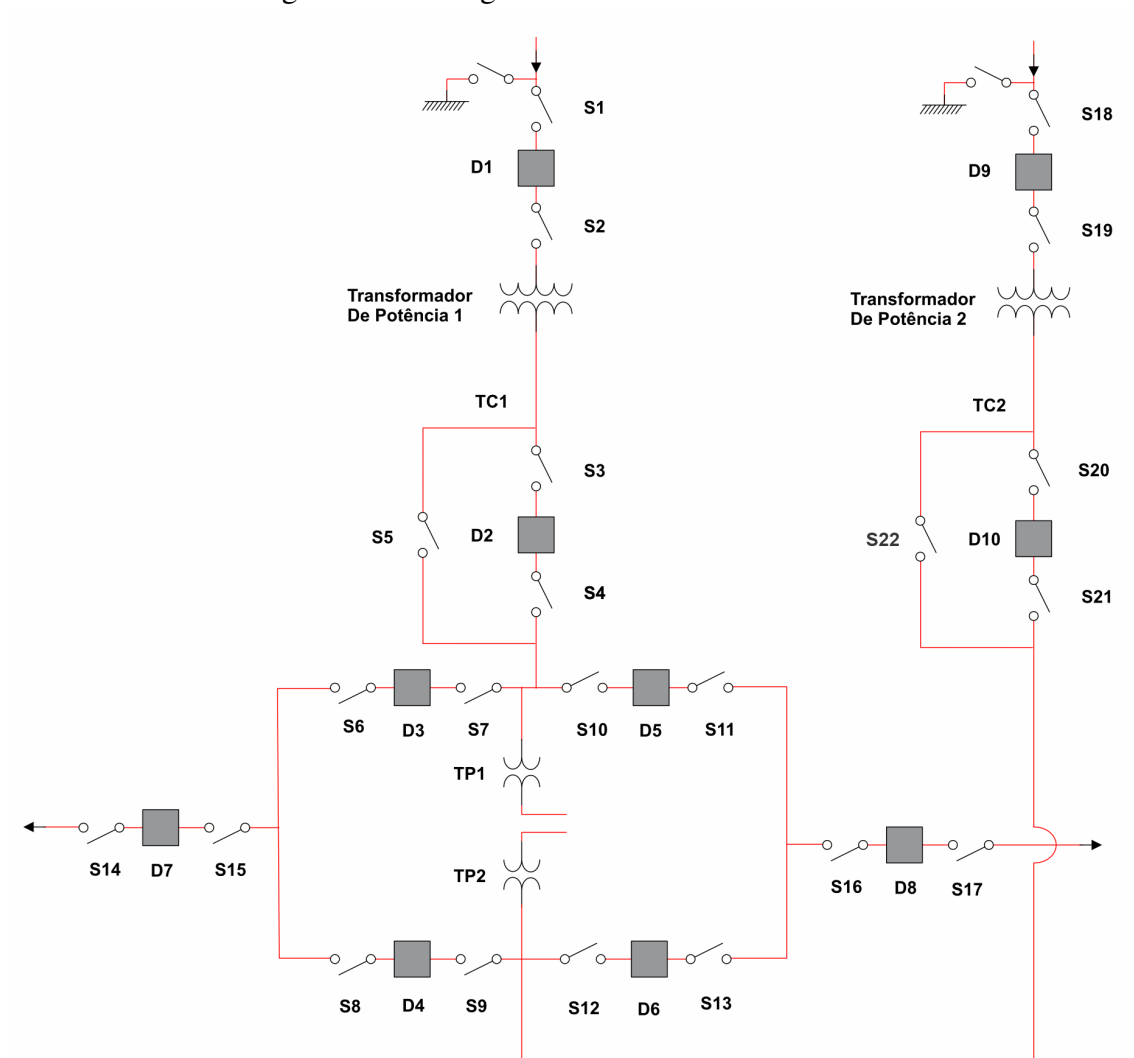 S1
S18
D1
D9
S2
S19
Transformador
De Potência 1
Transformador
De Potência 2
TC1
TC2
S3
S20
S5
D2
S22
D10
S4
S21
S6
D3
S7
S10
D5
S11
TP1
S14
D7
S15
TP2
S16
D8
S17
S8
D4
S9
S12
D6
S13